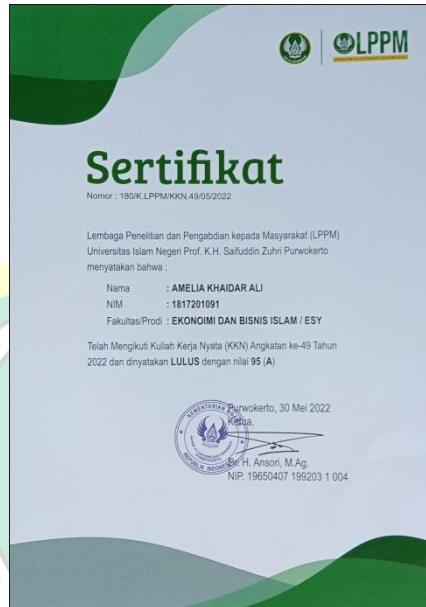 LPPM
Sertifikat
Nomor : 180/K.LPPM/KKN.49/05/2022
Lembaga Penelitian dan Pengabdian kepada Masyarakat (LPPM)
Universitas Islam Negeri Prof. K.H. Saifuddin Zuhri Purwokerto
menyatakan bahwa :
Nama : AMELIA KHAIDAR ALI
NIM : 1817201091
Fakultas/Prodi : EKONOIMI DAN BISNIS ISLAM / ESY
Telah Mengikuti Kuliah Kerja Nyata (KKN) Angkatan ke-49 Tahun
2022 dan dinyatakan LULUS dengan nilai 95 (A)
Purwokerto, 30 Mei 2022
Ketua,
KEMENTERIAN AGAMA
REPUBLIK INDONESIA
Dr. H. Ansori, M.Ag.
NIP. 19650407 199203 1 004